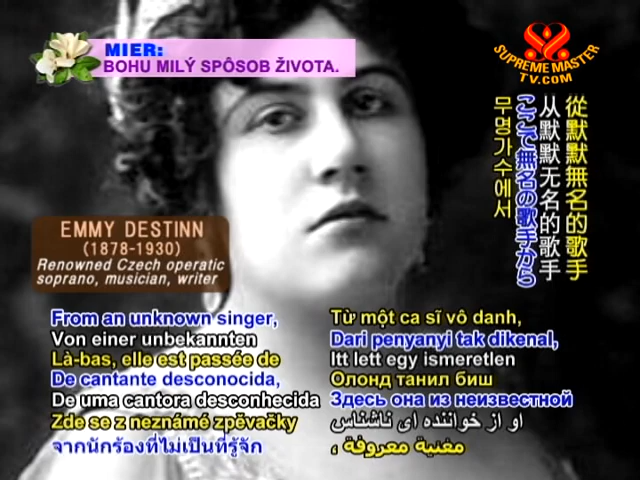 MIER:
BOHU MILÝ SPÔSOB ŽIVOTA.
SUPREME MASTER
TV.COM
從默默無名的歌手
从默默无名的歌手
ここで無名の歌手から
무명가수에서
EMMY DESTINN
(1878-1930)
Renowned Czech operatic
soprano, musician, writer
From an unknown singer,
Von einer unbekannten
Là-bas, elle est passée de
De cantante desconocida,
De uma cantora desconhecida
Zde se z neznámé zpěvačky
จากนักร้องที่ไม่เป็นที่รู้จัก
Từ một ca sĩ vô danh,
Dari penyanyi tak dikenal,
Itt lett egy ismeretlen
Олонд танил биш
Здесь она из неизвестной
او از خواننده ای ناشناس
مغنية معروفة ،